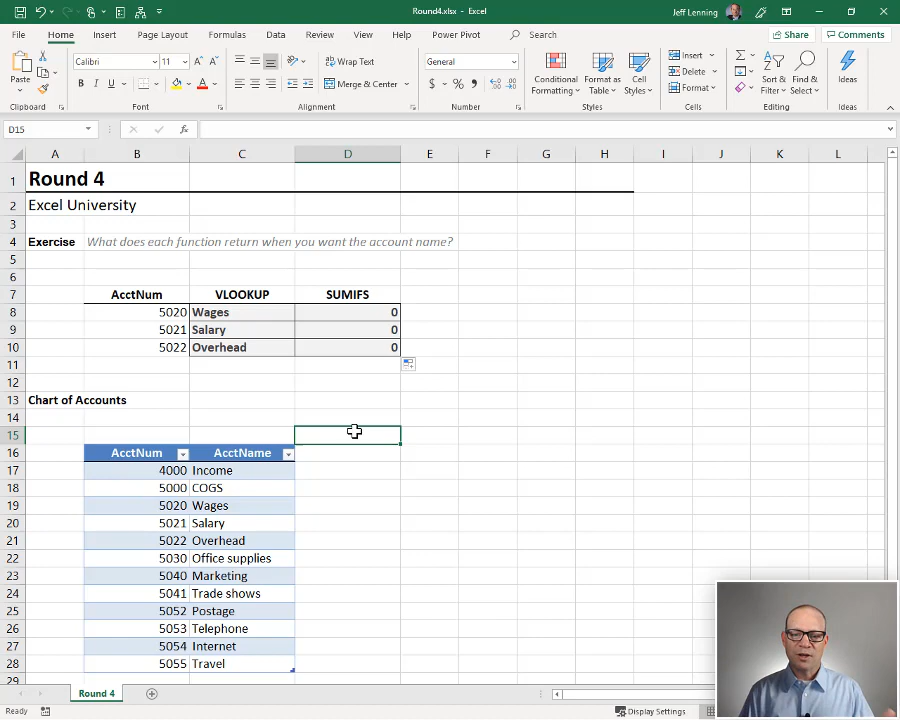 Round4.xlsx - Excel
Jeff Lenning
File Home Insert Page Layout Formulas Data Review View Help Power Pivot Search Share Comments
Paste
Calibri 11
B I U
A A
Wrap Text
Merge & Center
General
$ % ,
Conditional Formatting
Format as Table
Cell Styles
Insert
Delete
Format
Sort & Filter
Find & Select
Ideas
Clipboard Font Alignment Number Styles Cells Editing Ideas
D15 fx
A B C D E F G H I J K L
1 Round 4
2 Excel University
3
4 Exercise What does each function return when you want the account name?
5
6
7 AcctNum VLOOKUP SUMIFS
8 5020 Wages 0
9 5021 Salary 0
10 5022 Overhead 0
11
12
13 Chart of Accounts
14
15
16 AcctNum AcctName
17 4000 Income
18 5000 COGS
19 5020 Wages
20 5021 Salary
21 5022 Overhead
22 5030 Office supplies
23 5040 Marketing
24 5041 Trade shows
25 5052 Postage
26 5053 Telephone
27 5054 Internet
28 5055 Travel
29
Round 4
Ready Display Settings